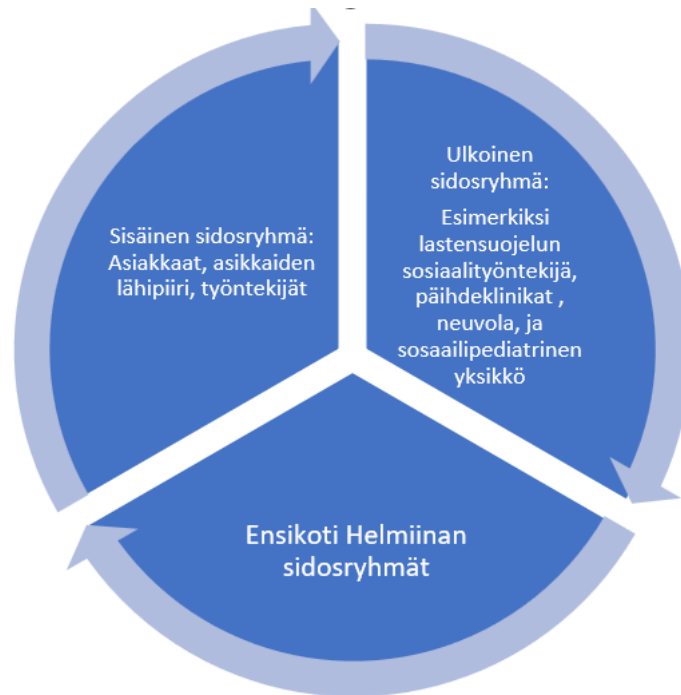 Sisäinen sidosryhmä:
Asiakkaat, asikkaiden
lähipiiri, työntekijät
Ulkoinen
sidosryhmä:
Esimerkiksi
lastensuojelun
sosiaalityöntekijä,
päihdeklinikat ,
neuvola, ja
sosaailipediatrinen
yksikkö
Ensikoti Helmiinan
sidosryhmät